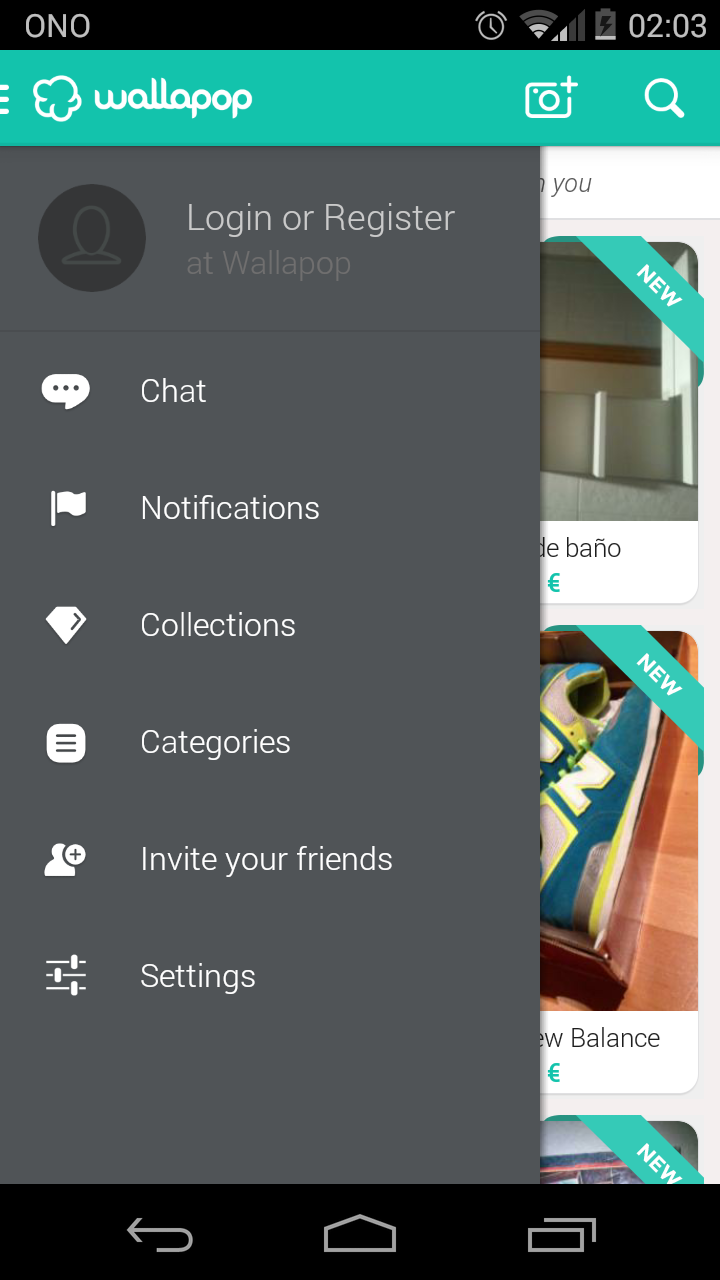 ONO 02:03
wallapop
you
Login or Register
at Wallapop
NEW
Chat
Notifications
de baño
€
Collections
NEW
Categories
Invite your friends
Settings
Balance
€
NEW